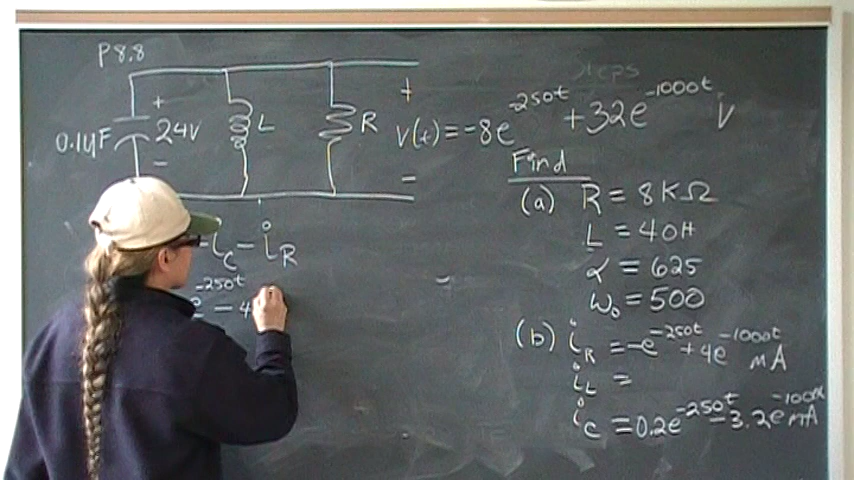 P8.8
0.1μF + 24V − L R
+ v(t) = -8e^-250t + 32e^-1000t V −
Find
(a) R = 8KΩ
L = 40H
α = 625
ω₀ = 500
(b) i_R = -e^-250t + 4e^-1000t mA
i_L =
i_C = 0.2e^-250t - 3.2e^-1000t mA
- i_C - i_R
e^-250t - 4